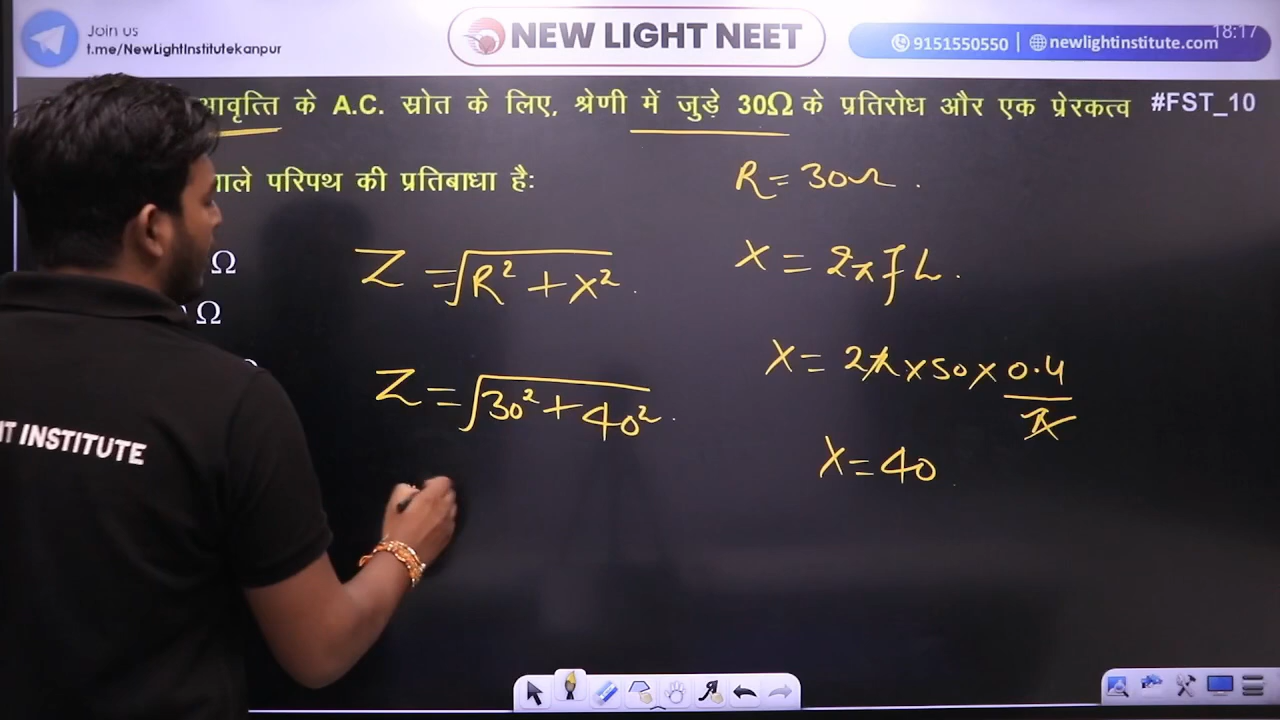 Join us
t.me/NewLightInstitutekanpur
NEW LIGHT NEET
9151550550 | newlightinstitute.com
18:17
आवृत्ति के A.C. स्रोत के लिए, श्रेणी में जुड़े 30Ω के प्रतिरोध और एक प्रेरकत्व #FST_10
वाले परिपथ की प्रतिबाधा है:
R = 30Ω.
Ω
Z = √R² + X².
X = 2πfL.
Ω
Z = √30² + 40².
X = 2π × 50 × 0.4/π
X = 40
INSTITUTE